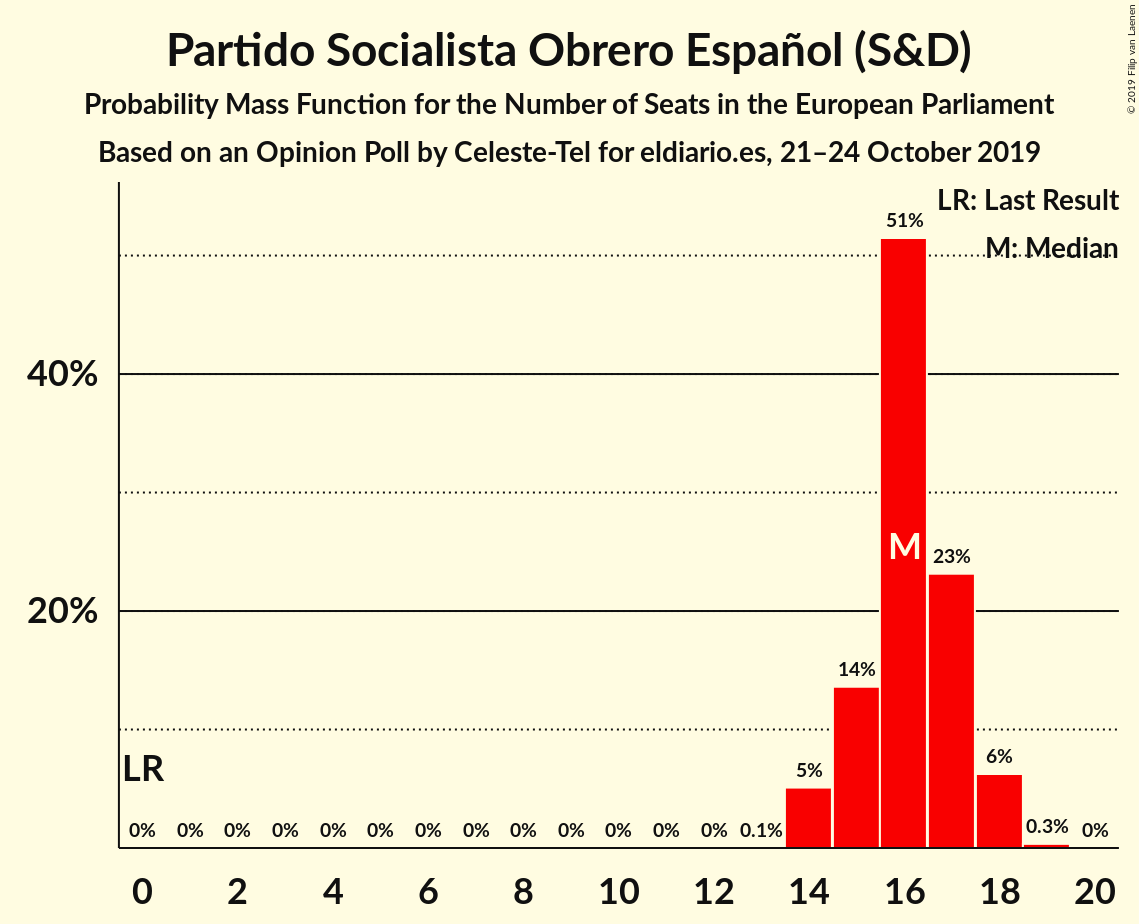 Partido Socialista Obrero Español (S&D)
Probability Mass Function for the Number of Seats in the European Parliament
Based on an Opinion Poll by Celeste-Tel for eldiario.es, 21–24 October 2019
© 2019 Filip van Laenen
LR: Last Result
M: Median
51%
40%
M
23%
20%
14%
LR
5%
6%
0% 0% 0% 0% 0% 0% 0% 0% 0% 0% 0% 0% 0% 0.1% 0.3% 0%
0 2 4 6 8 10 12 14 16 18 20